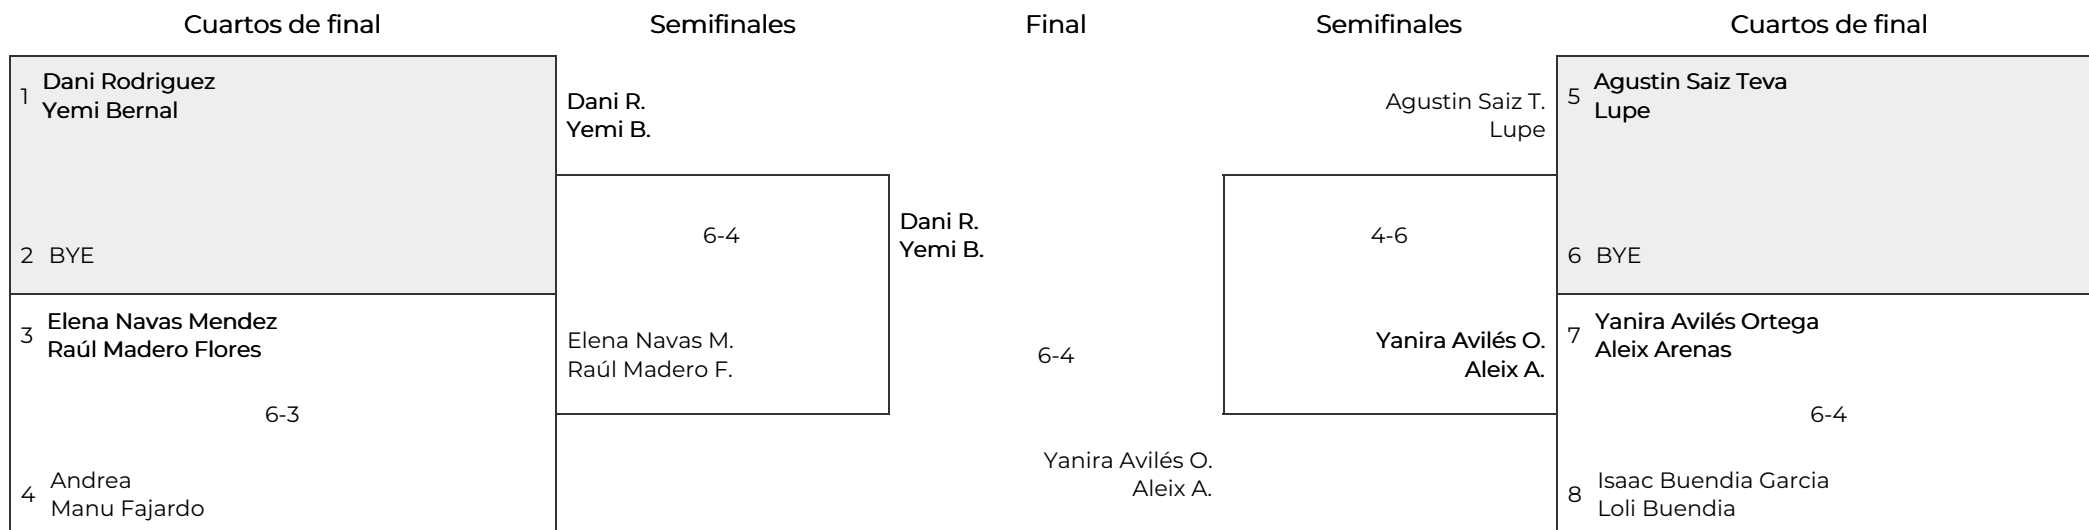 Cuartos de final
Semifinales
Final
Semifinales
Cuartos de final
1
Dani Rodriguez
Yemi Bernal
2 BYE
3
Elena Navas Mendez
Raúl Madero Flores
6-3
4
Andrea
Manu Fajardo
Dani R.
Yemi B.
6-4
Elena Navas M.
Raúl Madero F.
Dani R.
Yemi B.
6-4
Yanira Avilés O.
Aleix A.
Agustin Saiz T.
Lupe
4-6
Yanira Avilés O.
Aleix A.
5
Agustin Saiz Teva
Lupe
6 BYE
7
Yanira Avilés Ortega
Aleix Arenas
6-4
8
Isaac Buendia Garcia
Loli Buendia